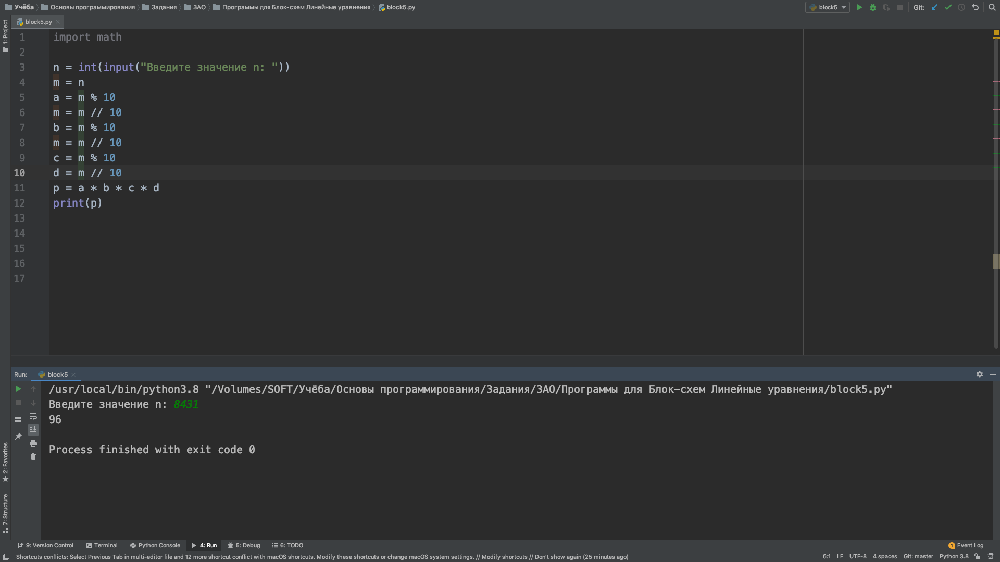 Учёба Основы программирования Задания ЗАО Программы для Блок-схем Линейные уравнения block5.py block5 Git:
block5.py
1: Project
1 import math
2
3 n = int(input("Введите значение n: "))
4 m = n
5 a = m % 10
6 m = m // 10
7 b = m % 10
8 m = m // 10
9 c = m % 10
10 d = m // 10
11 p = a * b * c * d
12 print(p)
13
14
15
16
17
Run: block5
/usr/local/bin/python3.8 "/Volumes/SOFT/Учёба/Основы программирования/Задания/ЗАО/Программы для Блок-схем Линейные уравнения/block5.py"
Введите значение n: 8431
96
Process finished with exit code 0
2: Favorites
7: Structure
9: Version Control Terminal Python Console 4: Run 5: Debug 6: TODO 1 Event Log
Shortcuts conflicts: Select Previous Tab in multi-editor file and 12 more shortcut conflict with macOS shortcuts. Modify these shortcuts or change macOS system settings. // Modify shortcuts // Don't show again (25 minutes ago) 6:1 LF UTF-8 4 spaces Git: master Python 3.8